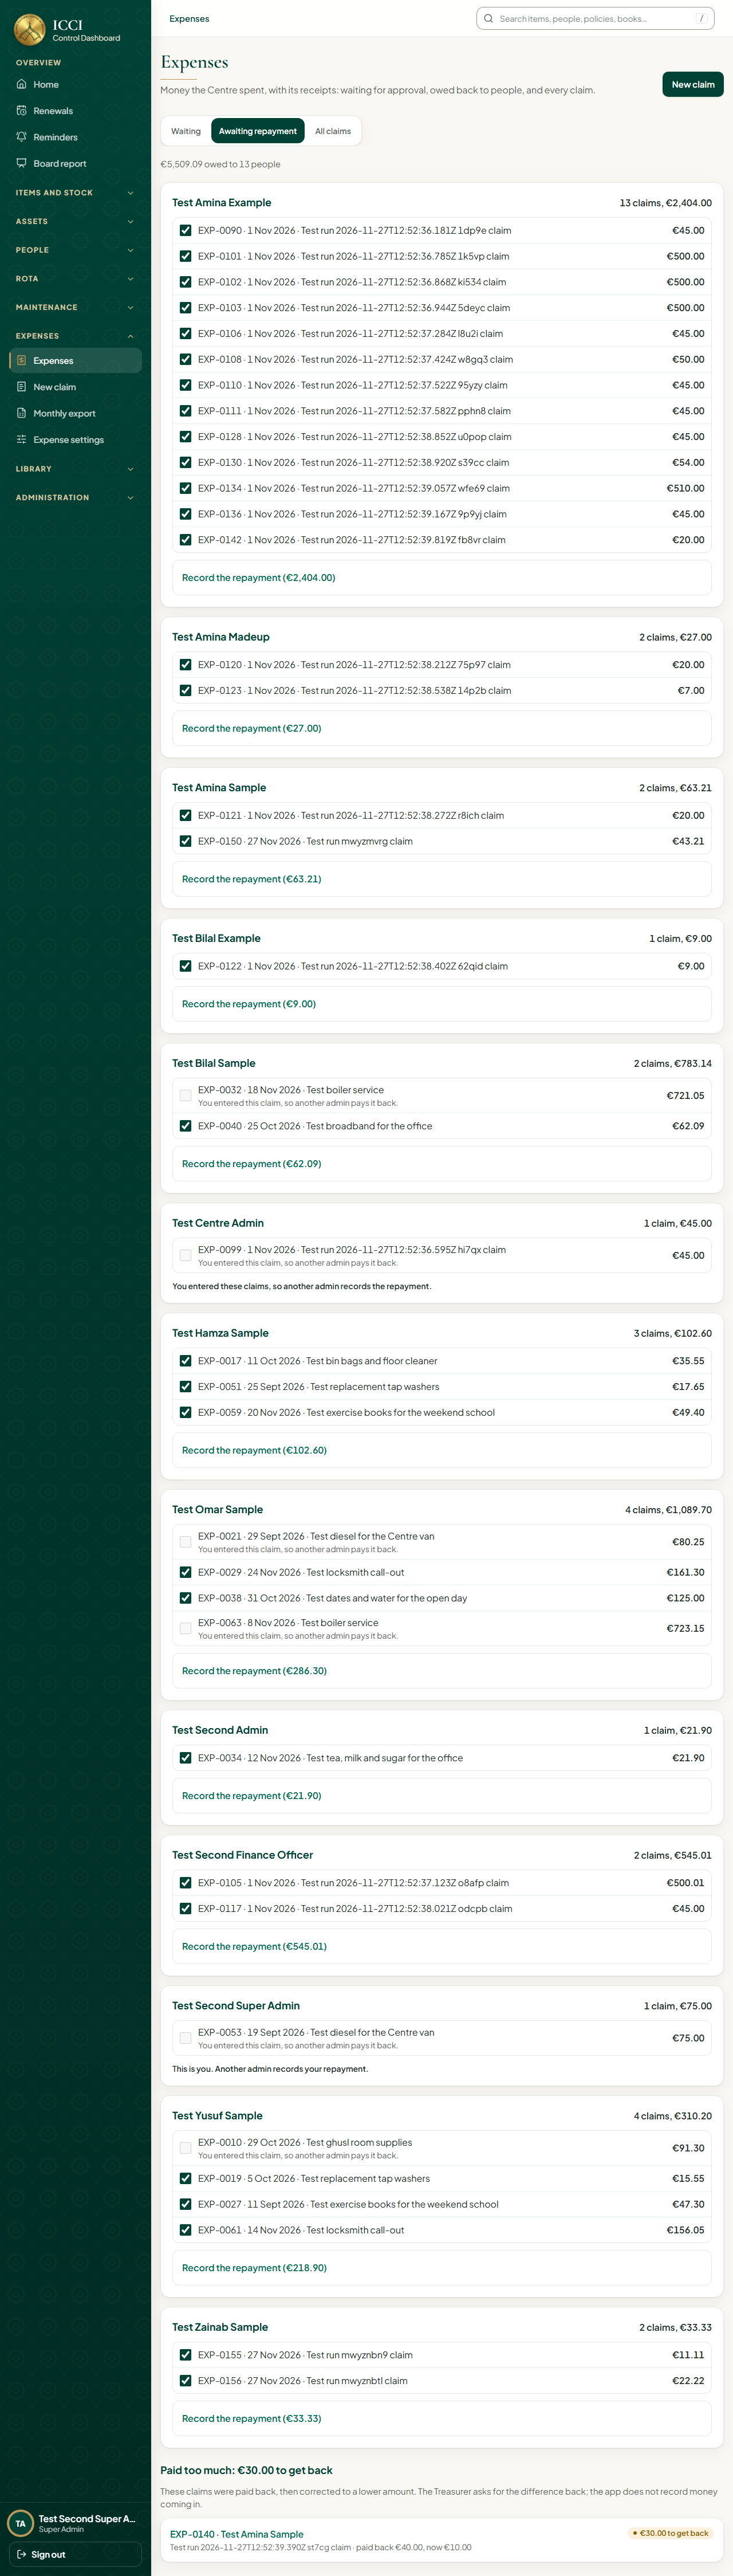 ICCI
Control Dashboard
OVERVIEW
Home
Renewals
Reminders
Board report
ITEMS AND STOCK
ASSETS
PEOPLE
ROTA
MAINTENANCE
EXPENSES
Expenses
New claim
Monthly export
Expense settings
LIBRARY
ADMINISTRATION
TA
Test Second Super A...
Super Admin
Sign out
Expenses
Search items, people, policies, books...
/
Expenses
Money the Centre spent, with its receipts: waiting for approval, owed back to people, and every claim.
New claim
Waiting
Awaiting repayment
All claims
€5,509.09 owed to 13 people
Test Amina Example
13 claims, €2,404.00
EXP-0090 · 1 Nov 2026 · Test run 2026-11-27T12:52:36.181Z 1dp9e claim
€45.00
EXP-0101 · 1 Nov 2026 · Test run 2026-11-27T12:52:36.785Z 1k5vp claim
€500.00
EXP-0102 · 1 Nov 2026 · Test run 2026-11-27T12:52:36.868Z ki534 claim
€500.00
EXP-0103 · 1 Nov 2026 · Test run 2026-11-27T12:52:36.944Z 5deyc claim
€500.00
EXP-0106 · 1 Nov 2026 · Test run 2026-11-27T12:52:37.284Z l8u2i claim
€45.00
EXP-0108 · 1 Nov 2026 · Test run 2026-11-27T12:52:37.424Z w8gq3 claim
€50.00
EXP-0110 · 1 Nov 2026 · Test run 2026-11-27T12:52:37.522Z 95yzy claim
€45.00
EXP-0111 · 1 Nov 2026 · Test run 2026-11-27T12:52:37.582Z pphn8 claim
€45.00
EXP-0128 · 1 Nov 2026 · Test run 2026-11-27T12:52:38.852Z u0pop claim
€45.00
EXP-0130 · 1 Nov 2026 · Test run 2026-11-27T12:52:38.920Z s39cc claim
€54.00
EXP-0134 · 1 Nov 2026 · Test run 2026-11-27T12:52:39.057Z wfe69 claim
€510.00
EXP-0136 · 1 Nov 2026 · Test run 2026-11-27T12:52:39.167Z 9p9yj claim
€45.00
EXP-0142 · 1 Nov 2026 · Test run 2026-11-27T12:52:39.819Z fb8vr claim
€20.00
Record the repayment (€2,404.00)
Test Amina Madeup
2 claims, €27.00
EXP-0120 · 1 Nov 2026 · Test run 2026-11-27T12:52:38.212Z 75p97 claim
€20.00
EXP-0123 · 1 Nov 2026 · Test run 2026-11-27T12:52:38.538Z 14p2b claim
€7.00
Record the repayment (€27.00)
Test Amina Sample
2 claims, €63.21
EXP-0121 · 1 Nov 2026 · Test run 2026-11-27T12:52:38.272Z r8ich claim
€20.00
EXP-0150 · 27 Nov 2026 · Test run mwyzmvrg claim
€43.21
Record the repayment (€63.21)
Test Bilal Example
1 claim, €9.00
EXP-0122 · 1 Nov 2026 · Test run 2026-11-27T12:52:38.402Z 62qid claim
€9.00
Record the repayment (€9.00)
Test Bilal Sample
2 claims, €783.14
EXP-0032 · 18 Nov 2026 · Test boiler service
You entered this claim, so another admin pays it back.
€721.05
EXP-0040 · 25 Oct 2026 · Test broadband for the office
€62.09
Record the repayment (€62.09)
Test Centre Admin
1 claim, €45.00
EXP-0099 · 1 Nov 2026 · Test run 2026-11-27T12:52:36.595Z hi7qx claim
You entered this claim, so another admin pays it back.
€45.00
You entered these claims, so another admin records the repayment.
Test Hamza Sample
3 claims, €102.60
EXP-0017 · 11 Oct 2026 · Test bin bags and floor cleaner
€35.55
EXP-0051 · 25 Sept 2026 · Test replacement tap washers
€17.65
EXP-0059 · 20 Nov 2026 · Test exercise books for the weekend school
€49.40
Record the repayment (€102.60)
Test Omar Sample
4 claims, €1,089.70
EXP-0021 · 29 Sept 2026 · Test diesel for the Centre van
You entered this claim, so another admin pays it back.
€80.25
EXP-0029 · 24 Nov 2026 · Test locksmith call-out
€161.30
EXP-0038 · 31 Oct 2026 · Test dates and water for the open day
€125.00
EXP-0063 · 8 Nov 2026 · Test boiler service
You entered this claim, so another admin pays it back.
€723.15
Record the repayment (€286.30)
Test Second Admin
1 claim, €21.90
EXP-0034 · 12 Nov 2026 · Test tea, milk and sugar for the office
€21.90
Record the repayment (€21.90)
Test Second Finance Officer
2 claims, €545.01
EXP-0105 · 1 Nov 2026 · Test run 2026-11-27T12:52:37.123Z o8afp claim
€500.01
EXP-0117 · 1 Nov 2026 · Test run 2026-11-27T12:52:38.021Z odcpb claim
€45.00
Record the repayment (€545.01)
Test Second Super Admin
1 claim, €75.00
EXP-0053 · 19 Sept 2026 · Test diesel for the Centre van
You entered this claim, so another admin pays it back.
€75.00
This is you. Another admin records your repayment.
Test Yusuf Sample
4 claims, €310.20
EXP-0010 · 29 Oct 2026 · Test ghusl room supplies
You entered this claim, so another admin pays it back.
€91.30
EXP-0019 · 5 Oct 2026 · Test replacement tap washers
€15.55
EXP-0027 · 11 Sept 2026 · Test exercise books for the weekend school
€47.30
EXP-0061 · 14 Nov 2026 · Test locksmith call-out
€156.05
Record the repayment (€218.90)
Test Zainab Sample
2 claims, €33.33
EXP-0155 · 27 Nov 2026 · Test run mwyznbn9 claim
€11.11
EXP-0156 · 27 Nov 2026 · Test run mwyznbtl claim
€22.22
Record the repayment (€33.33)
Paid too much: €30.00 to get back
These claims were paid back, then corrected to a lower amount. The Treasurer asks for the difference back; the app does not record money
coming in.
EXP-0140 · Test Amina Sample
€30.00 to get back
Test run 2026-11-27T12:52:39.390Z st7cg claim · paid back €40.00, now €10.00